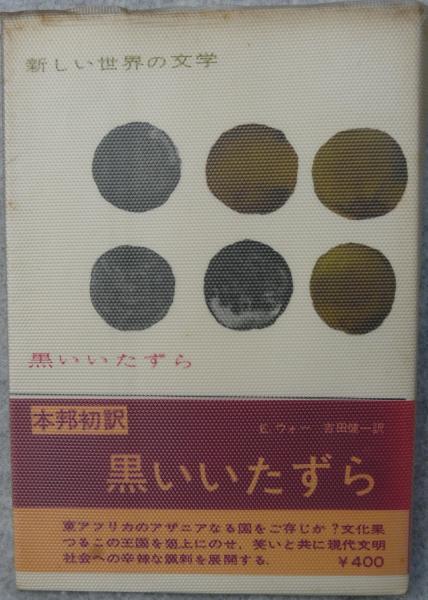 新しい世界の文学
黒いいたずら
本邦初訳
E.ウォー 吉田健一訳
黒いいたずら
東アフリカのアザニアなる国をご存じか?文化果
つるこの王国を俎上にのせ、笑いと共に現代文明
社会への辛辣な諷刺を展開する.
¥400